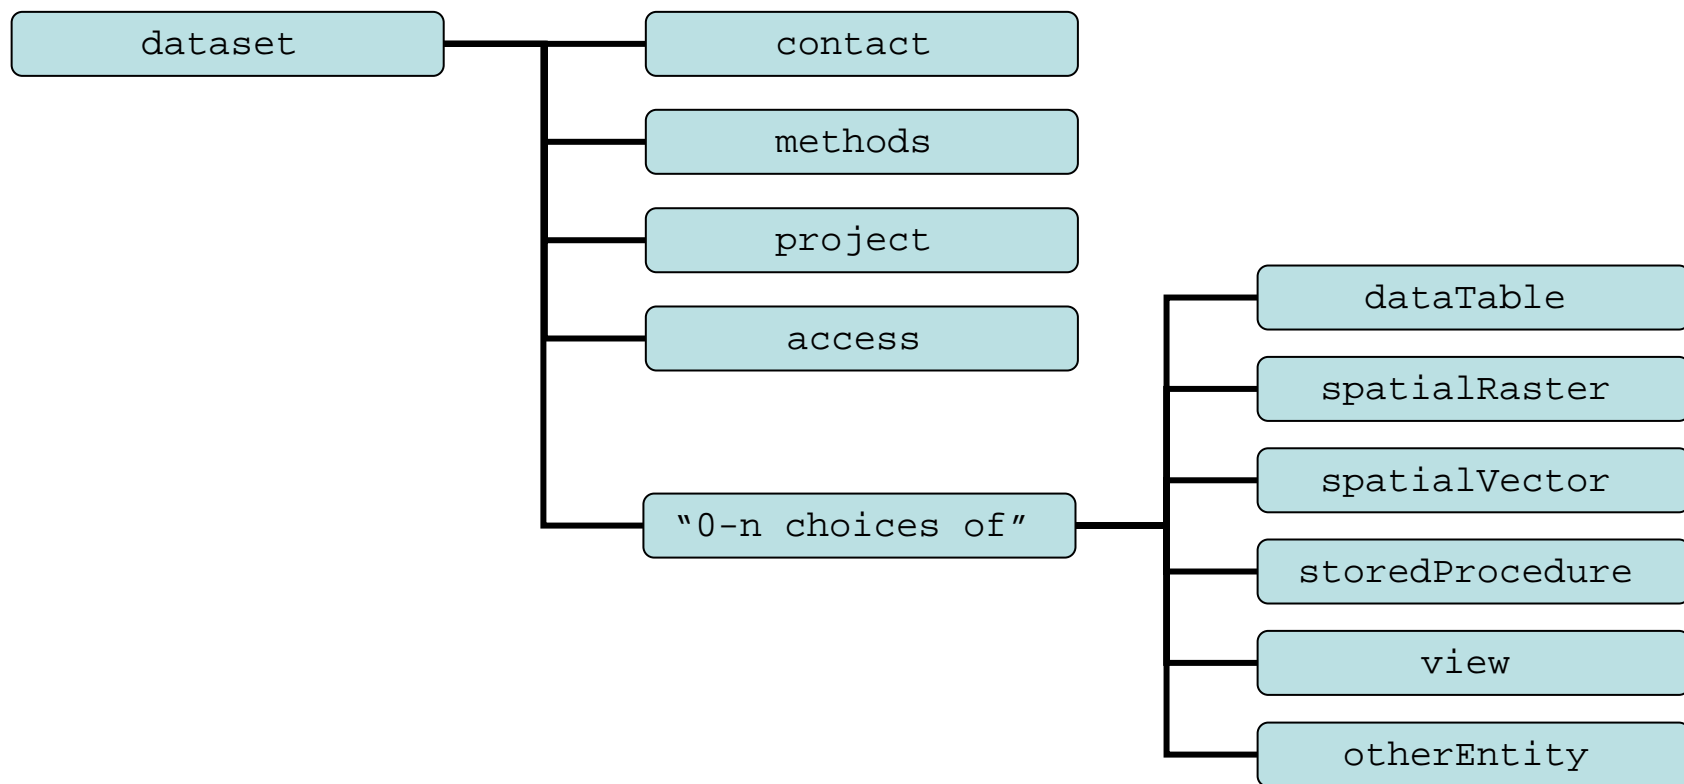 dataset
contact
methods
project
access
“0-n choices of”
dataTable
spatialRaster
spatialVector
storedProcedure
view
otherEntity